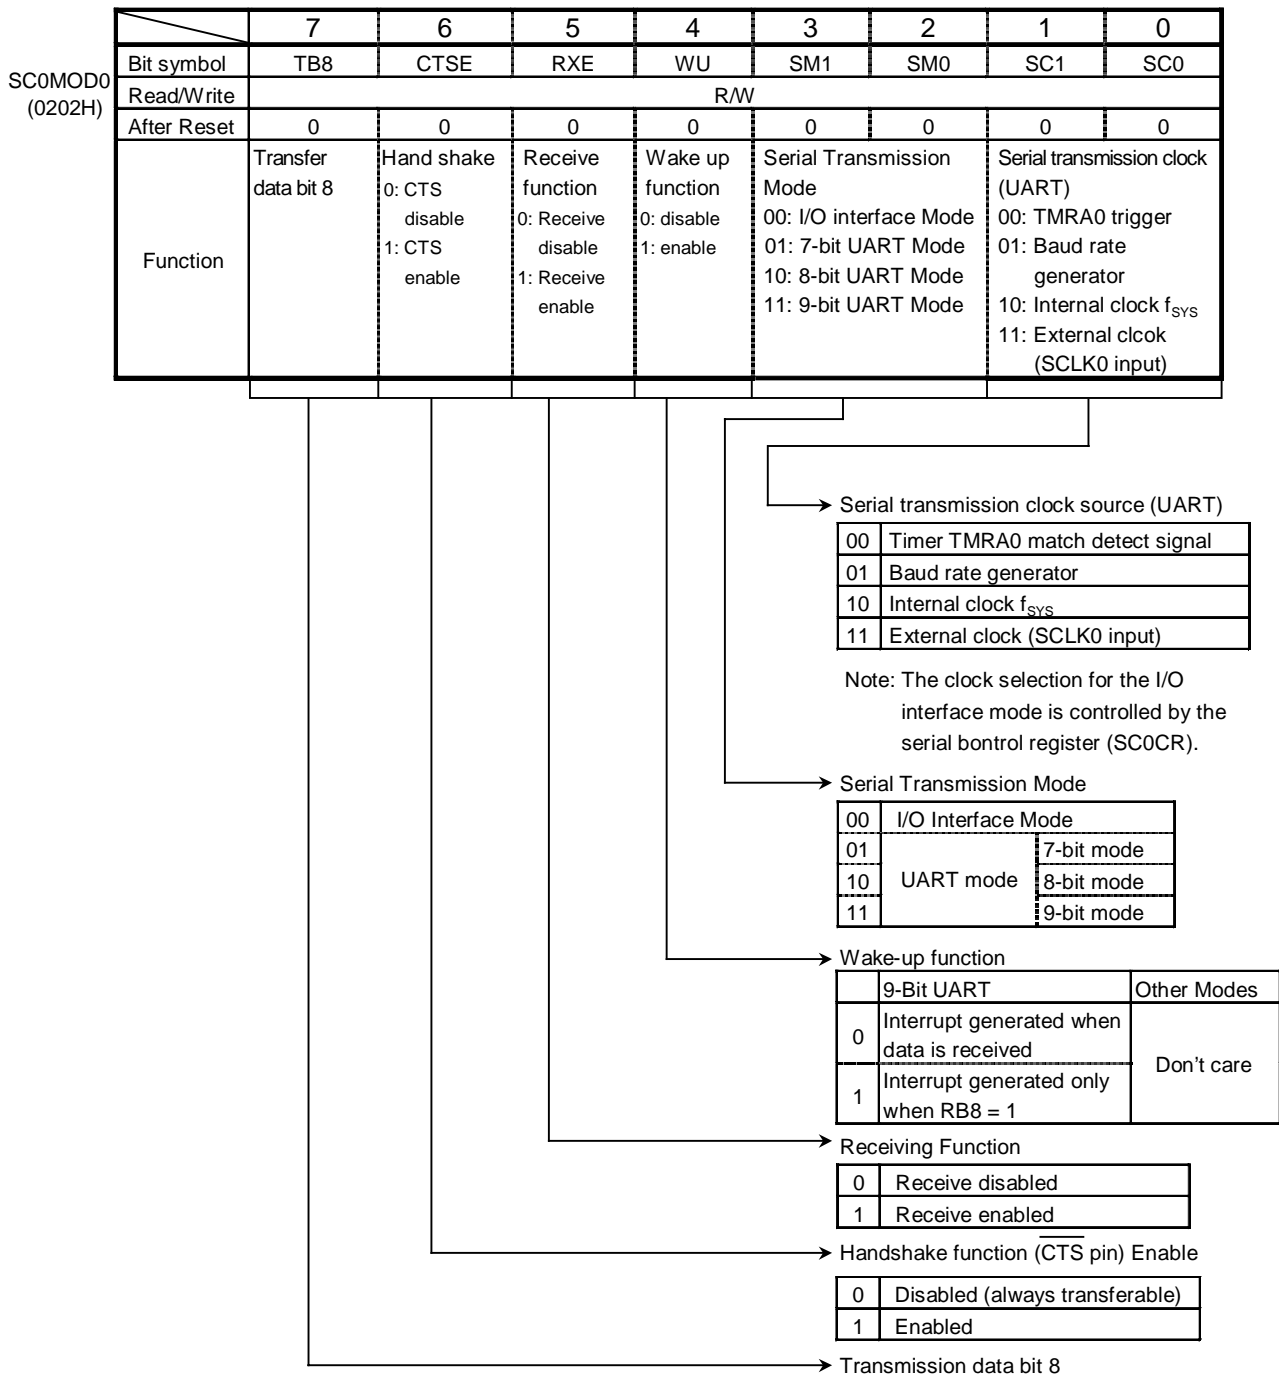 7 6 5 4 3 2 1 0
SC0MOD0
(0202H)
Bit symbol TB8 CTSE RXE WU SM1 SM0 SC1 SC0
Read/Write R/W
After Reset 0 0 0 0 0 0 0 0
Function
Transfer
data bit 8
Hand shake
0: CTS
disable
1: CTS
enable
Receive
function
0: Receive
disable
1: Receive
enable
Wake up
function
0: disable
1: enable
Serial Transmission
Mode
00: I/O interface Mode
01: 7-bit UART Mode
10: 8-bit UART Mode
11: 9-bit UART Mode
Serial transmission clock
(UART)
00: TMRA0 trigger
01: Baud rate
generator
10: Internal clock fSYS
11: External clcok
(SCLK0 input)
Serial transmission clock source (UART)
00 Timer TMRA0 match detect signal
01 Baud rate generator
10 Internal clock fSYS
11 External clock (SCLK0 input)
Note: The clock selection for the I/O
interface mode is controlled by the
serial bontrol register (SC0CR).
Serial Transmission Mode
00 I/O Interface Mode
01 7-bit mode
10 UART mode 8-bit mode
11 9-bit mode
Wake-up function
9-Bit UART Other Modes
0 Interrupt generated when
data is received
Don't care
1 Interrupt generated only
when RB8 = 1
Receiving Function
0 Receive disabled
1 Receive enabled
Handshake function (C̅T̅S̅ pin) Enable
0 Disabled (always transferable)
1 Enabled
Transmission data bit 8